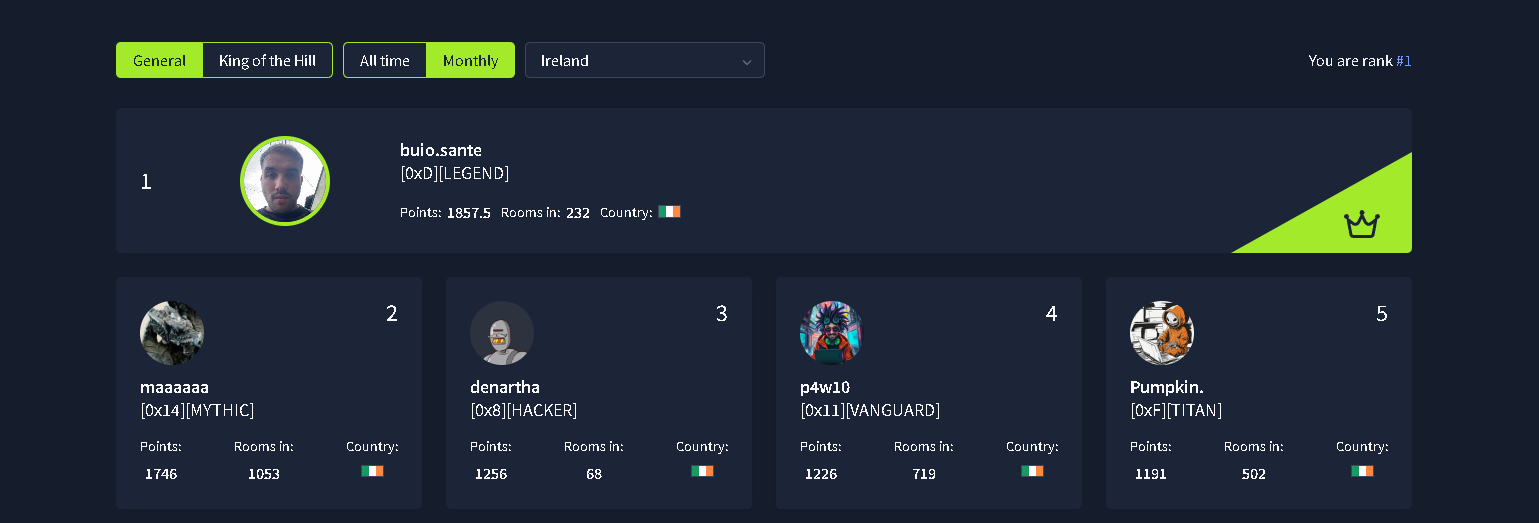 General King of the Hill All time Monthly Ireland You are rank #1
1
buio.sante
[0xD][LEGEND]
Points: 1857.5 Rooms in: 232 Country:
2
maaaaaa
[0x14][MYTHIC]
Points: Rooms in: Country:
1746 1053
3
denartha
[0x8][HACKER]
Points: Rooms in: Country:
1256 68
4
p4w10
[0x11][VANGUARD]
Points: Rooms in: Country:
1226 719
5
Pumpkin.
[0xF][TITAN]
Points: Rooms in: Country:
1191 502